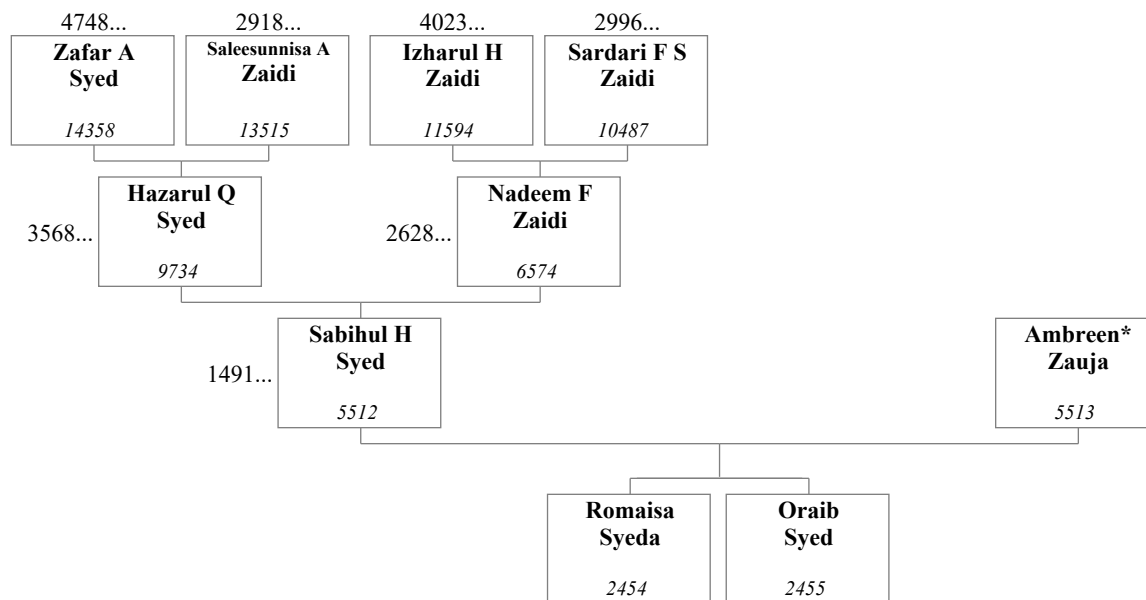 4748...
2918...
4023...
2996...
Zafar A
Syed
14358
Saleesunnisa A
Zaidi
13515
Izharul H
Zaidi
11594
Sardari F S
Zaidi
10487
3568...
Hazarul Q
Syed
9734
2628...
Nadeem F
Zaidi
6574
1491...
Sabihul H
Syed
5512
Ambreen*
Zauja
5513
Romaisa
Syeda
2454
Oraib
Syed
2455